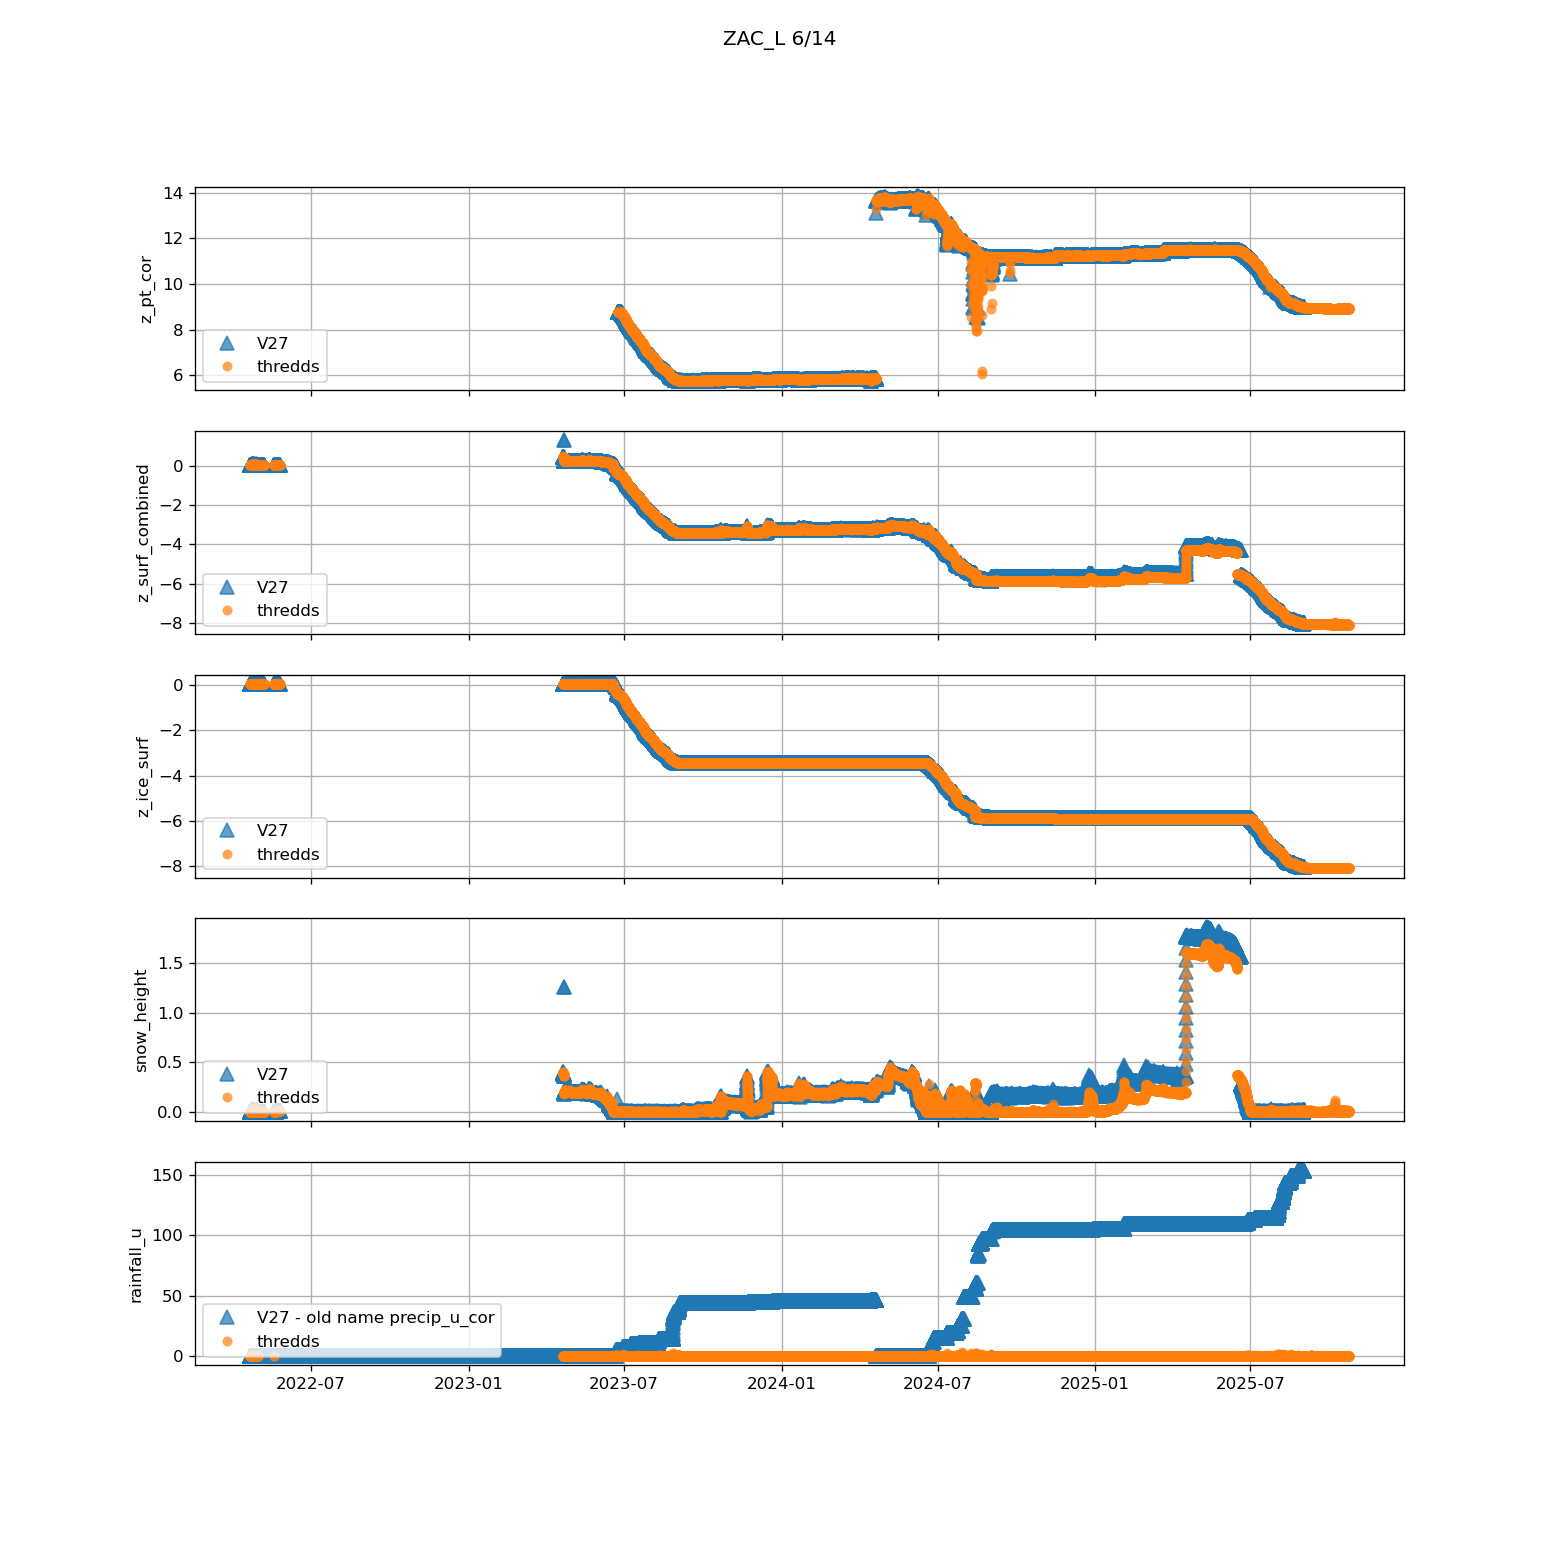 ZAC_L 6/14
14
12
10
8
6
z_pt_cor
V27
thredds
0
−2
−4
−6
−8
z_surf_combined
V27
thredds
0
−2
−4
−6
−8
z_ice_surf
V27
thredds
1.5
1.0
0.5
0.0
snow_height
V27
thredds
150
100
50
0
rainfall_u
V27 - old name precip_u_cor
thredds
2022-07 2023-01 2023-07 2024-01 2024-07 2025-01 2025-07